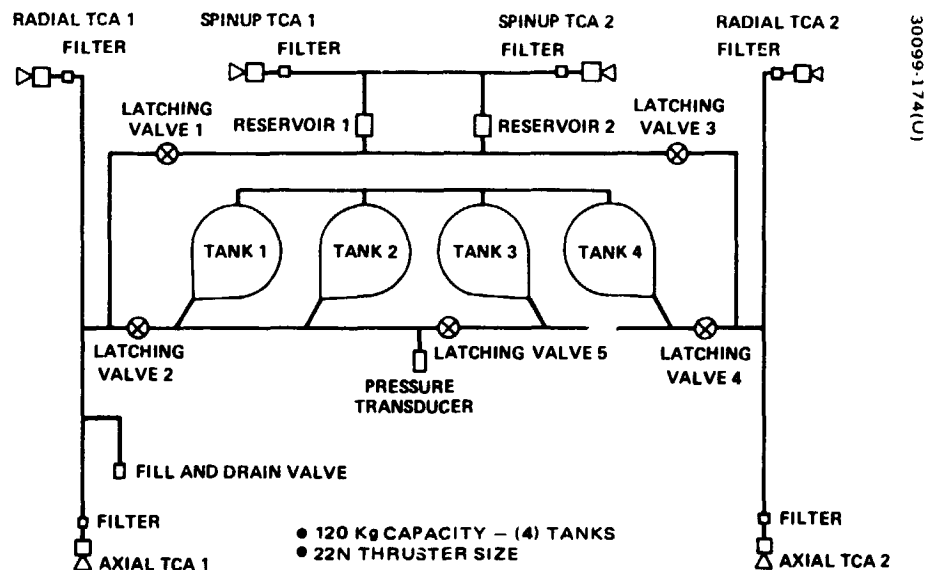 RADIAL TCA 1
SPINUP TCA 1
SPINUP TCA 2
RADIAL TCA 2
FILTER
FILTER
FILTER
FILTER
30099-174(U)
LATCHING
VALVE 1
RESERVOIR 1
RESERVOIR 2
LATCHING
VALVE 3
TANK 1
TANK 2
TANK 3
TANK 4
LATCHING
VALVE 2
LATCHING VALVE 5
LATCHING
VALVE 4
PRESSURE
TRANSDUCER
FILL AND DRAIN VALVE
FILTER
AXIAL TCA 1
● 120 Kg CAPACITY – (4) TANKS
● 22N THRUSTER SIZE
FILTER
AXIAL TCA 2